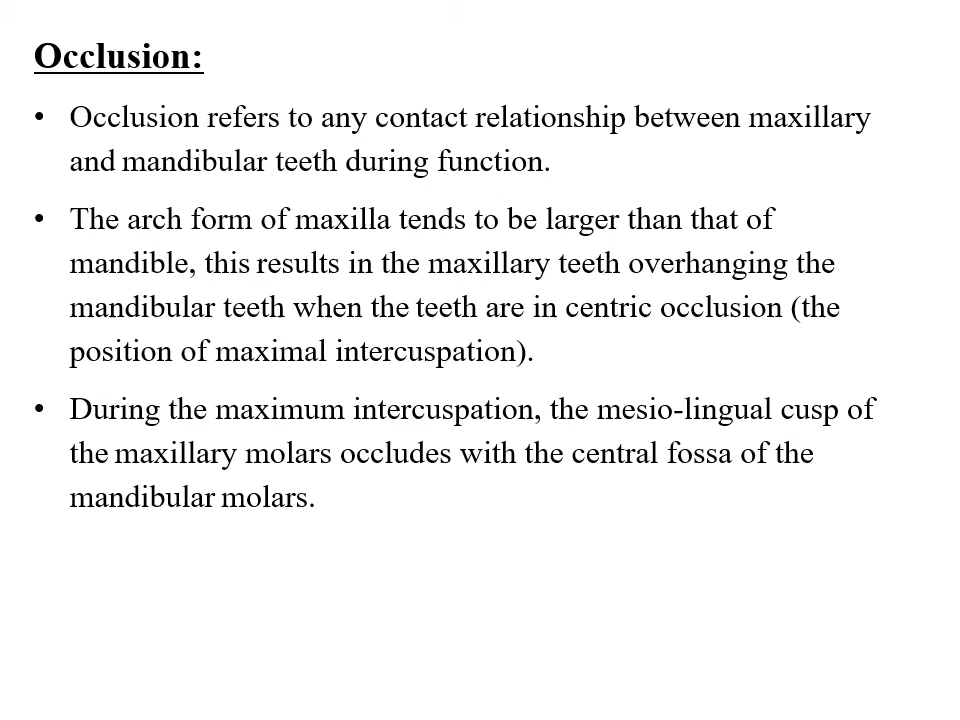 Occlusion:
• Occlusion refers to any contact relationship between maxillary
and mandibular teeth during function.
• The arch form of maxilla tends to be larger than that of
mandible, this results in the maxillary teeth overhanging the
mandibular teeth when the teeth are in centric occlusion (the
position of maximal intercuspation).
• During the maximum intercuspation, the mesio-lingual cusp of
the maxillary molars occludes with the central fossa of the
mandibular molars.